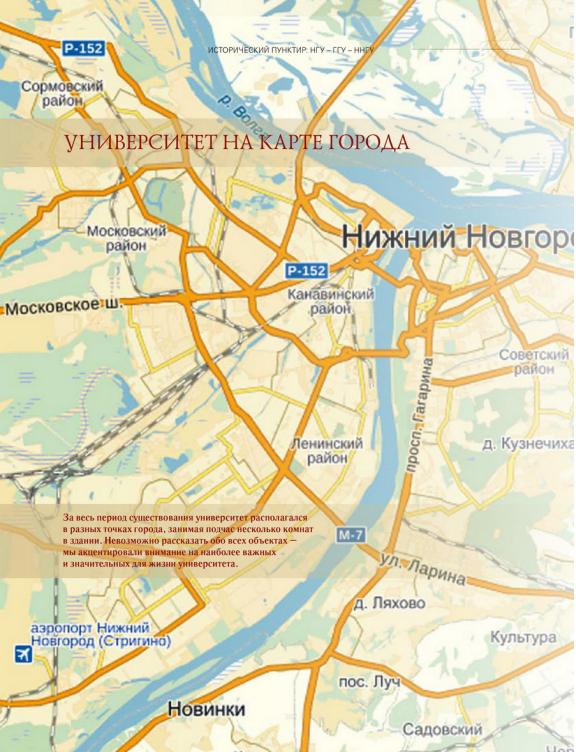 ИСТОРИЧЕСКИЙ ПУНКТИР: НГУ – ГГУ – ННГУ
Р-152
Сормовский
район
р. Волга
УНИВЕРСИТЕТ НА КАРТЕ ГОРОДА
Московский
район
Нижний Новгоро
Р-152
Канавинский
район
Московское ш.
Советский
район
просп. Гагарина
Ленинский
район
д. Кузнечиха
За весь период существования университет располагался
в разных точках города, занимая подчас несколько комнат
в здании. Невозможно рассказать обо всех объектах –
мы акцентировали внимание на наиболее важных
и значительных для жизни университета.
М-7
ул. Ларина
д. Ляхово
аэропорт Нижний
Новгород (Стригино)
Культура
пос. Луч
Новинки
Садовский